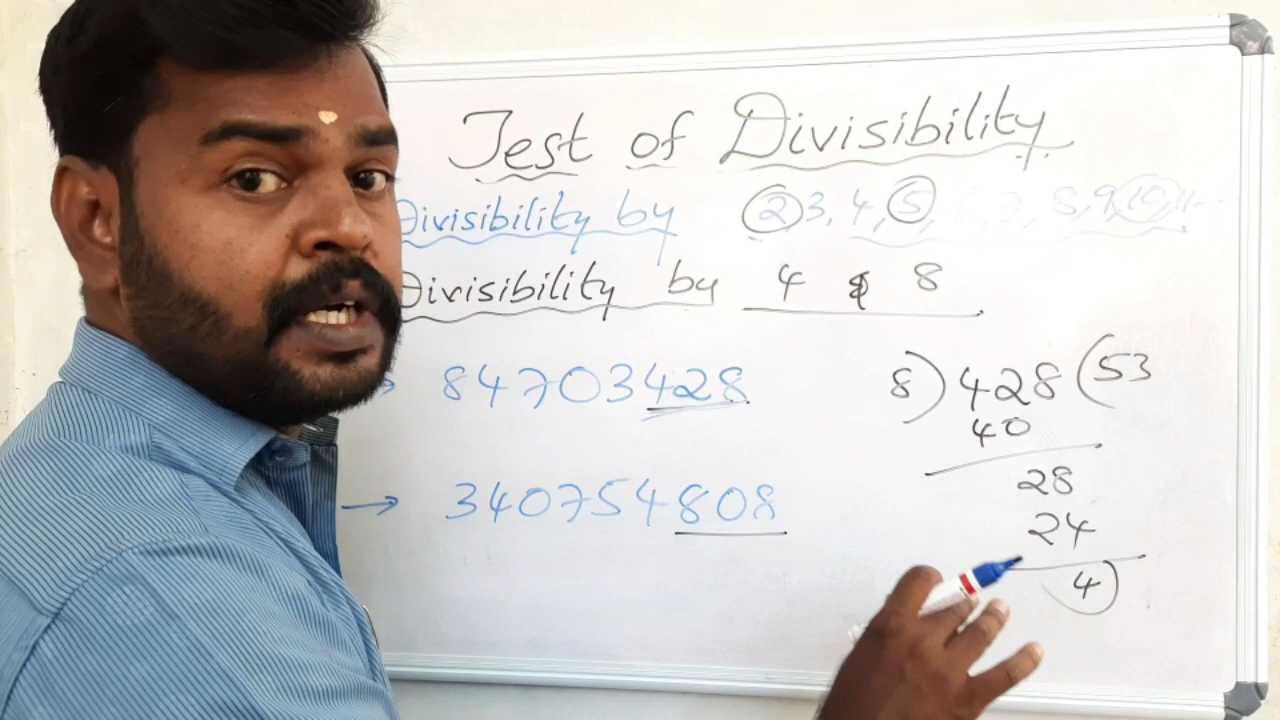 Test of Divisibility
Divisibility by 2, 3, 4, 5, 7, 8, 9, 10, 11--
Divisibility by 4 & 8
→ 84703428
8) 428 (53
40
28
24
4
→ 340754808